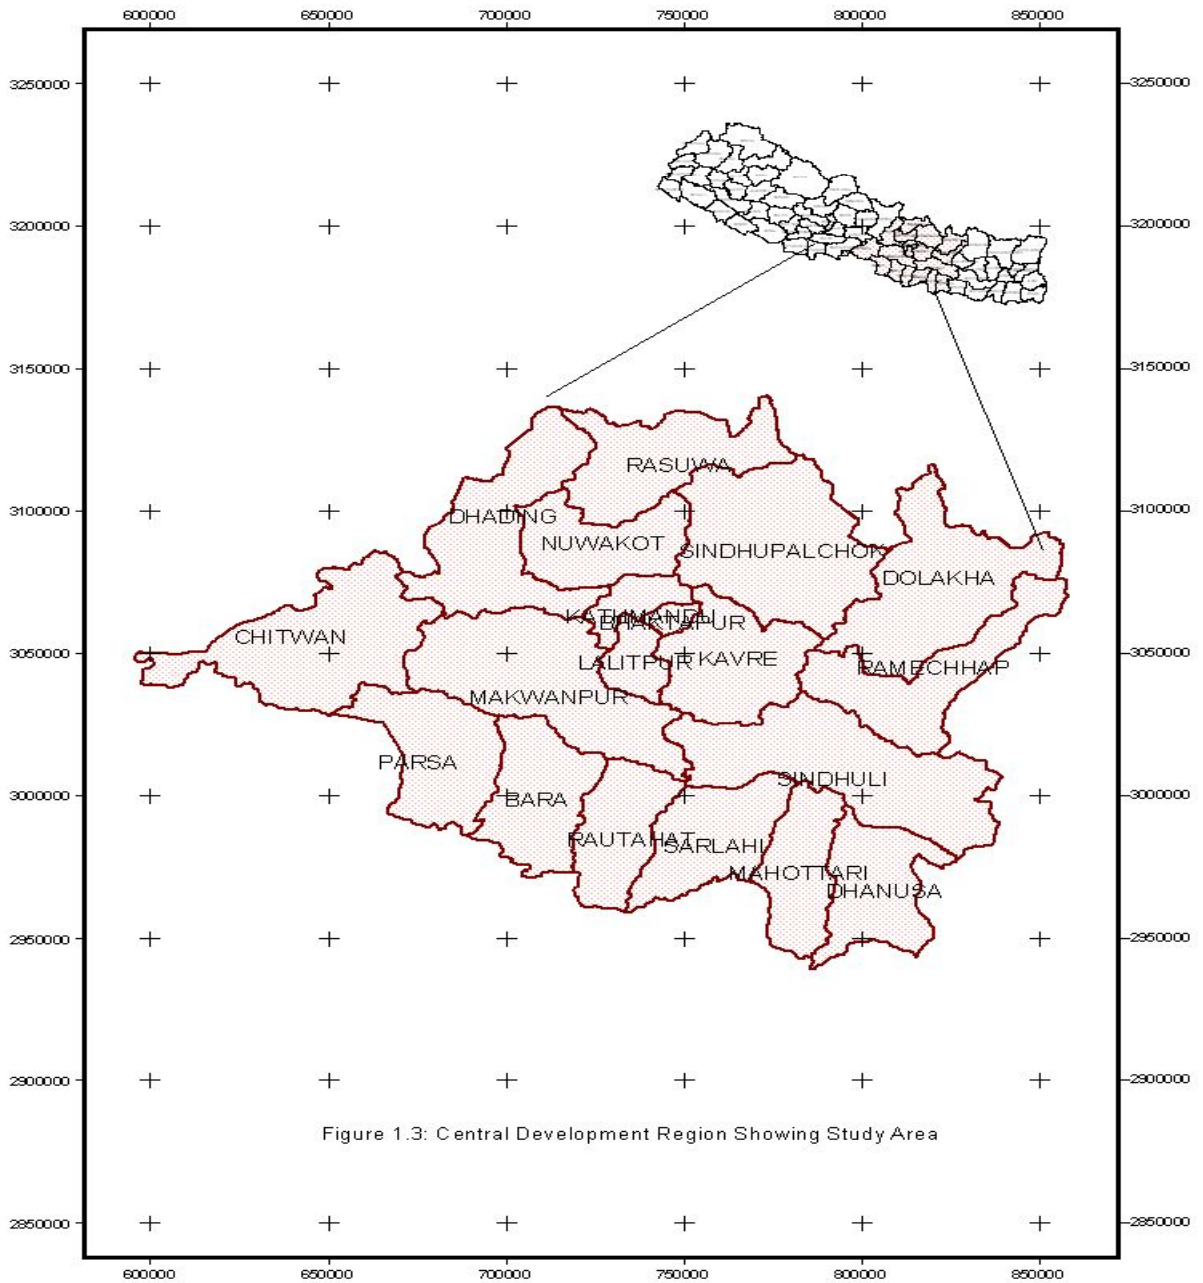 600000 650000 700000 750000 800000 850000
3250000 3250000
3200000 3200000
3150000 3150000
RASUWA
3100000 3100000
DHADING
NUWAKOT
SINDHUPALCHOK
DOLAKHA
KATHMANDU
BHAKTAPUR
CHITWAN
3050000 3050000
LALITPUR
KAVRE
RAMECHHAP
MAKWANPUR
PARSA
SINDHULI
3000000 3000000
BARA
RAUTAHAT
SARLAHI
MAHOTTARI
DHANUSA
2950000 2950000
2900000 2900000
Figure 1.3: Central Development Region Showing Study Area
2850000 2850000
600000 650000 700000 750000 800000 850000